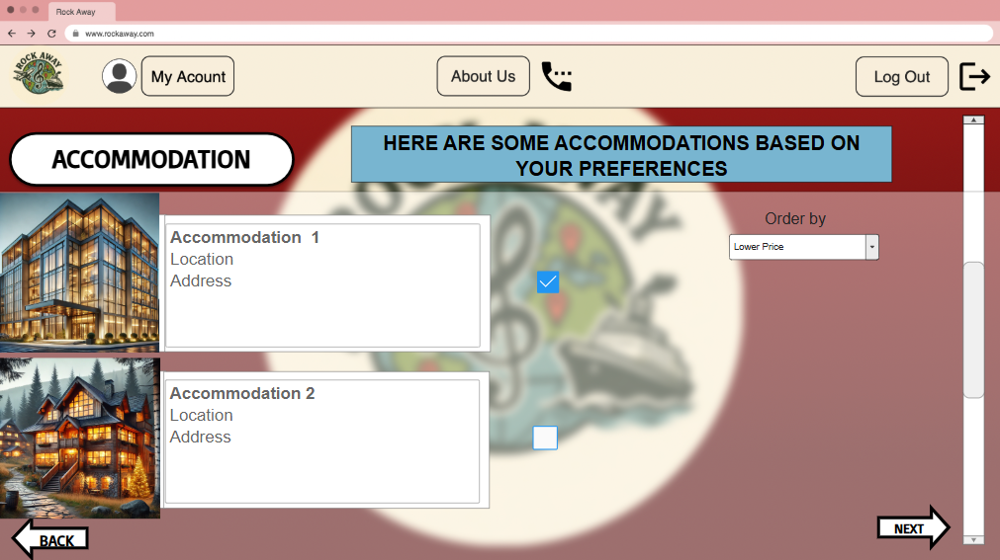 Rock Away
www.rockaway.com
ROCK AWAY
My Acount
About Us
Log Out
ACCOMMODATION
HERE ARE SOME ACCOMMODATIONS BASED ON
YOUR PREFERENCES
Order by
Lower Price
Accommodation 1
Location
Address
Accommodation 2
Location
Address
BACK
NEXT